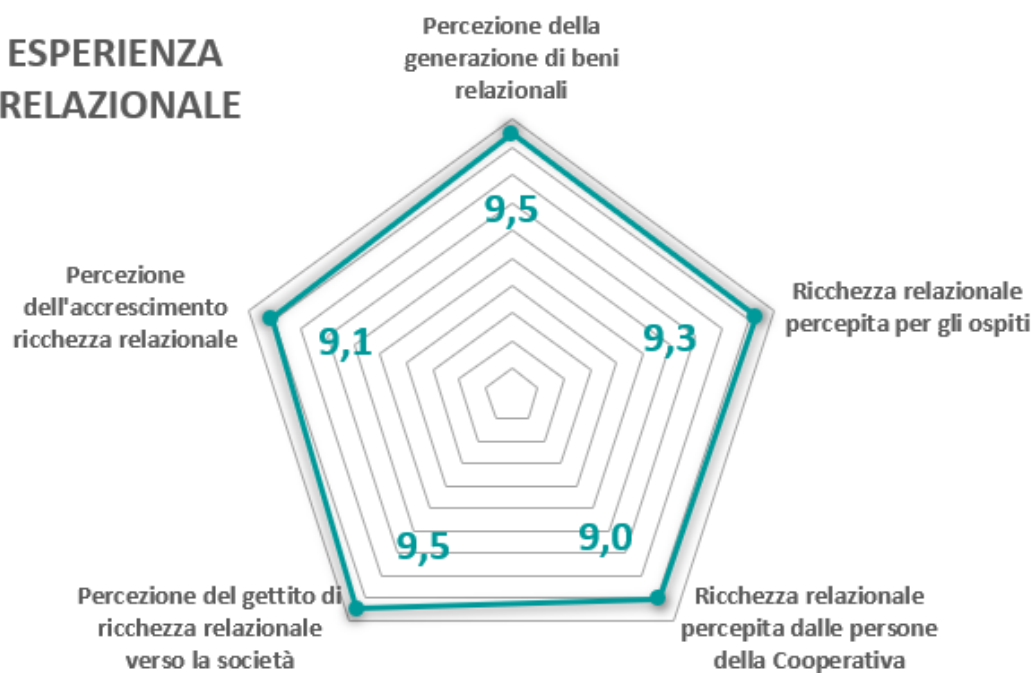 ESPERIENZA
RELAZIONALE
Percezione della
generazione di beni
relazionali
9,5
Ricchezza relazionale
percepita per gli ospiti
9,3
Ricchezza relazionale
percepita dalle persone
della Cooperativa
9,0
Percezione del gettito di
ricchezza relazionale
verso la società
9,5
Percezione
dell'accrescimento
ricchezza relazionale
9,1